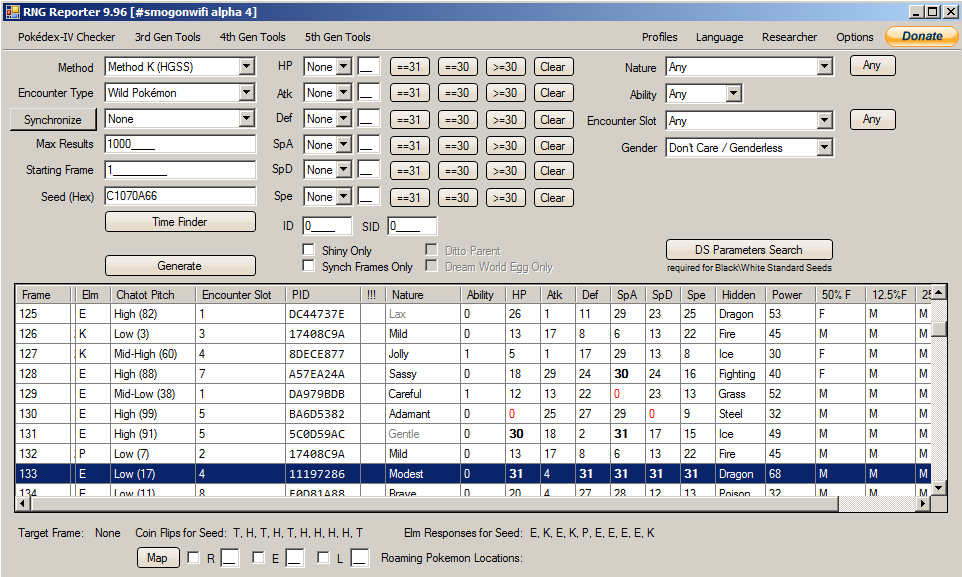 RNG Reporter 9.96 [#smogonwifi alpha 4]
Pokédex-IV Checker 3rd Gen Tools 4th Gen Tools 5th Gen Tools Profiles Language Researcher Options Donate
Method Method K (HGSS) HP None __ ==31 ==30 >=30 Clear Nature Any Any
Encounter Type Wild Pokémon Atk None __ ==31 ==30 >=30 Clear Ability Any
Synchronize None Def None __ ==31 ==30 >=30 Clear Encounter Slot Any Any
Max Results 1000____ SpA None __ ==31 ==30 >=30 Clear Gender Don't Care / Genderless
Starting Frame 1_________ SpD None __ ==31 ==30 >=30 Clear
Seed (Hex) C1070A66 Spe None __ ==31 ==30 >=30 Clear
Time Finder ID 0____ SID 0____
Shiny Only Ditto Parent DS Parameters Search
Generate Synch Frames Only Dream World Egg Only required for Black\White Standard Seeds
Frame Elm Chatot Pitch Encounter Slot PID !!! Nature Ability HP Atk Def SpA SpD Spe Hidden Power 50% F 12.5%F 25
125 E High (82) 1 DC44737E Lax 0 26 1 11 29 23 25 Dragon 53 F M M
126 K Low (3) 3 17408C9A Mild 0 13 17 8 6 13 22 Fire 45 M M M
127 K Mid-High (60) 4 8DECE877 Jolly 1 5 1 17 29 13 8 Ice 30 F M M
128 E High (88) 7 A57EA24A Sassy 0 18 29 24 30 24 16 Fighting 40 F M M
129 E Mid-Low (38) 1 DA979BDB Careful 1 12 13 22 0 23 13 Grass 52 M M M
130 E High (99) 5 BA6D5382 Adamant 0 0 25 27 29 0 9 Steel 32 M M M
131 E High (91) 5 5C0D59AC Gentle 0 30 18 2 31 17 15 Ice 49 M M M
132 P Low (7) 2 17408C9A Mild 0 13 17 8 6 13 22 Fire 45 M M M
133 E Low (17) 4 11197286 Modest 0 31 4 31 31 31 31 Dragon 68 M M M
134 E Low (11) 8 E0D81A88 Brave 0 20 4 27 28 12 13 Poison 32 M M M
Target Frame: None Coin Flips for Seed: T, H, T, H, T, H, H, H, H, T Elm Responses for Seed: E, K, E, K, P, E, E, E, E, K
Map R __ E __ L __ Roaming Pokemon Locations: